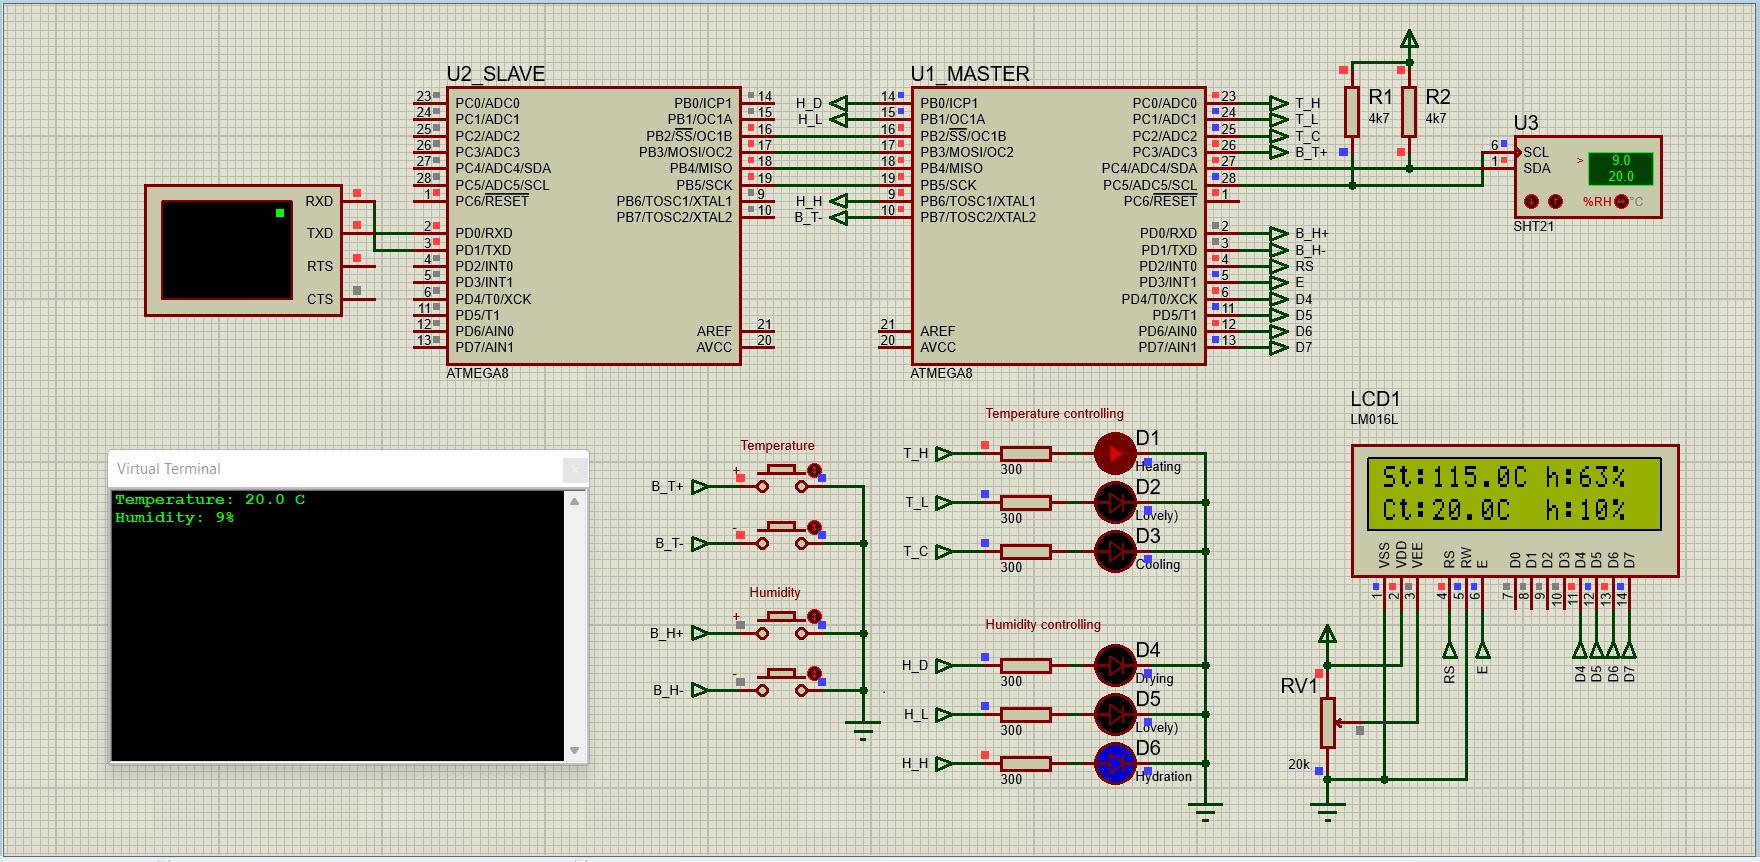 U2_SLAVE
23 PC0/ADC0 PB0/ICP1 14
24 PC1/ADC1 PB1/OC1A 15
25 PC2/ADC2 PB2/SS/OC1B 16
26 PC3/ADC3 PB3/MOSI/OC2 17
27 PC4/ADC4/SDA PB4/MISO 18
28 PC5/ADC5/SCL PB5/SCK 19
1 PC6/RESET PB6/TOSC1/XTAL1 9
PB7/TOSC2/XTAL2 10
2 PD0/RXD
3 PD1/TXD
4 PD2/INT0
5 PD3/INT1
6 PD4/T0/XCK
11 PD5/T1
12 PD6/AIN0 AREF 21
13 PD7/AIN1 AVCC 20
ATMEGA8
RXD
TXD
RTS
CTS
U1_MASTER
H_D 14 PB0/ICP1 PC0/ADC0 23 T_H
H_L 15 PB1/OC1A PC1/ADC1 24 T_L
16 PB2/SS/OC1B PC2/ADC2 25 T_C
17 PB3/MOSI/OC2 PC3/ADC3 26 B_T+
18 PB4/MISO PC4/ADC4/SDA 27
19 PB5/SCK PC5/ADC5/SCL 28
H_H 9 PB6/TOSC1/XTAL1 PC6/RESET 1
B_T- 10 PB7/TOSC2/XTAL2
PD0/RXD 2 B_H+
PD1/TXD 3 B_H-
PD2/INT0 4 RS
PD3/INT1 5 E
PD4/T0/XCK 6 D4
PD5/T1 11 D5
21 AREF PD6/AIN0 12 D6
20 AVCC PD7/AIN1 13 D7
ATMEGA8
R1
4k7
R2
4k7
U3
6 SCL
1 SDA
> 9.0
20.0
%RH °C
SHT21
Virtual Terminal
Temperature: 20.0 C
Humidity: 9%
Temperature
B_T+ +
B_T- -
Humidity
B_H+ +
B_H- -
Temperature controlling
T_H 300 D1 Heating
T_L 300 D2 Lovely)
T_C 300 D3 Cooling
Humidity controlling
H_D 300 D4 Drying
H_L 300 D5 Lovely)
H_H 300 D6 Hydration
LCD1
LM016L
St:115.0C h:63%
Ct:20.0C h:10%
VSS VDD VEE RS RW E D0 D1 D2 D3 D4 D5 D6 D7
1 2 3 4 5 6 7 8 9 10 11 12 13 14
RS E D4 D5 D6 D7
RV1
20k